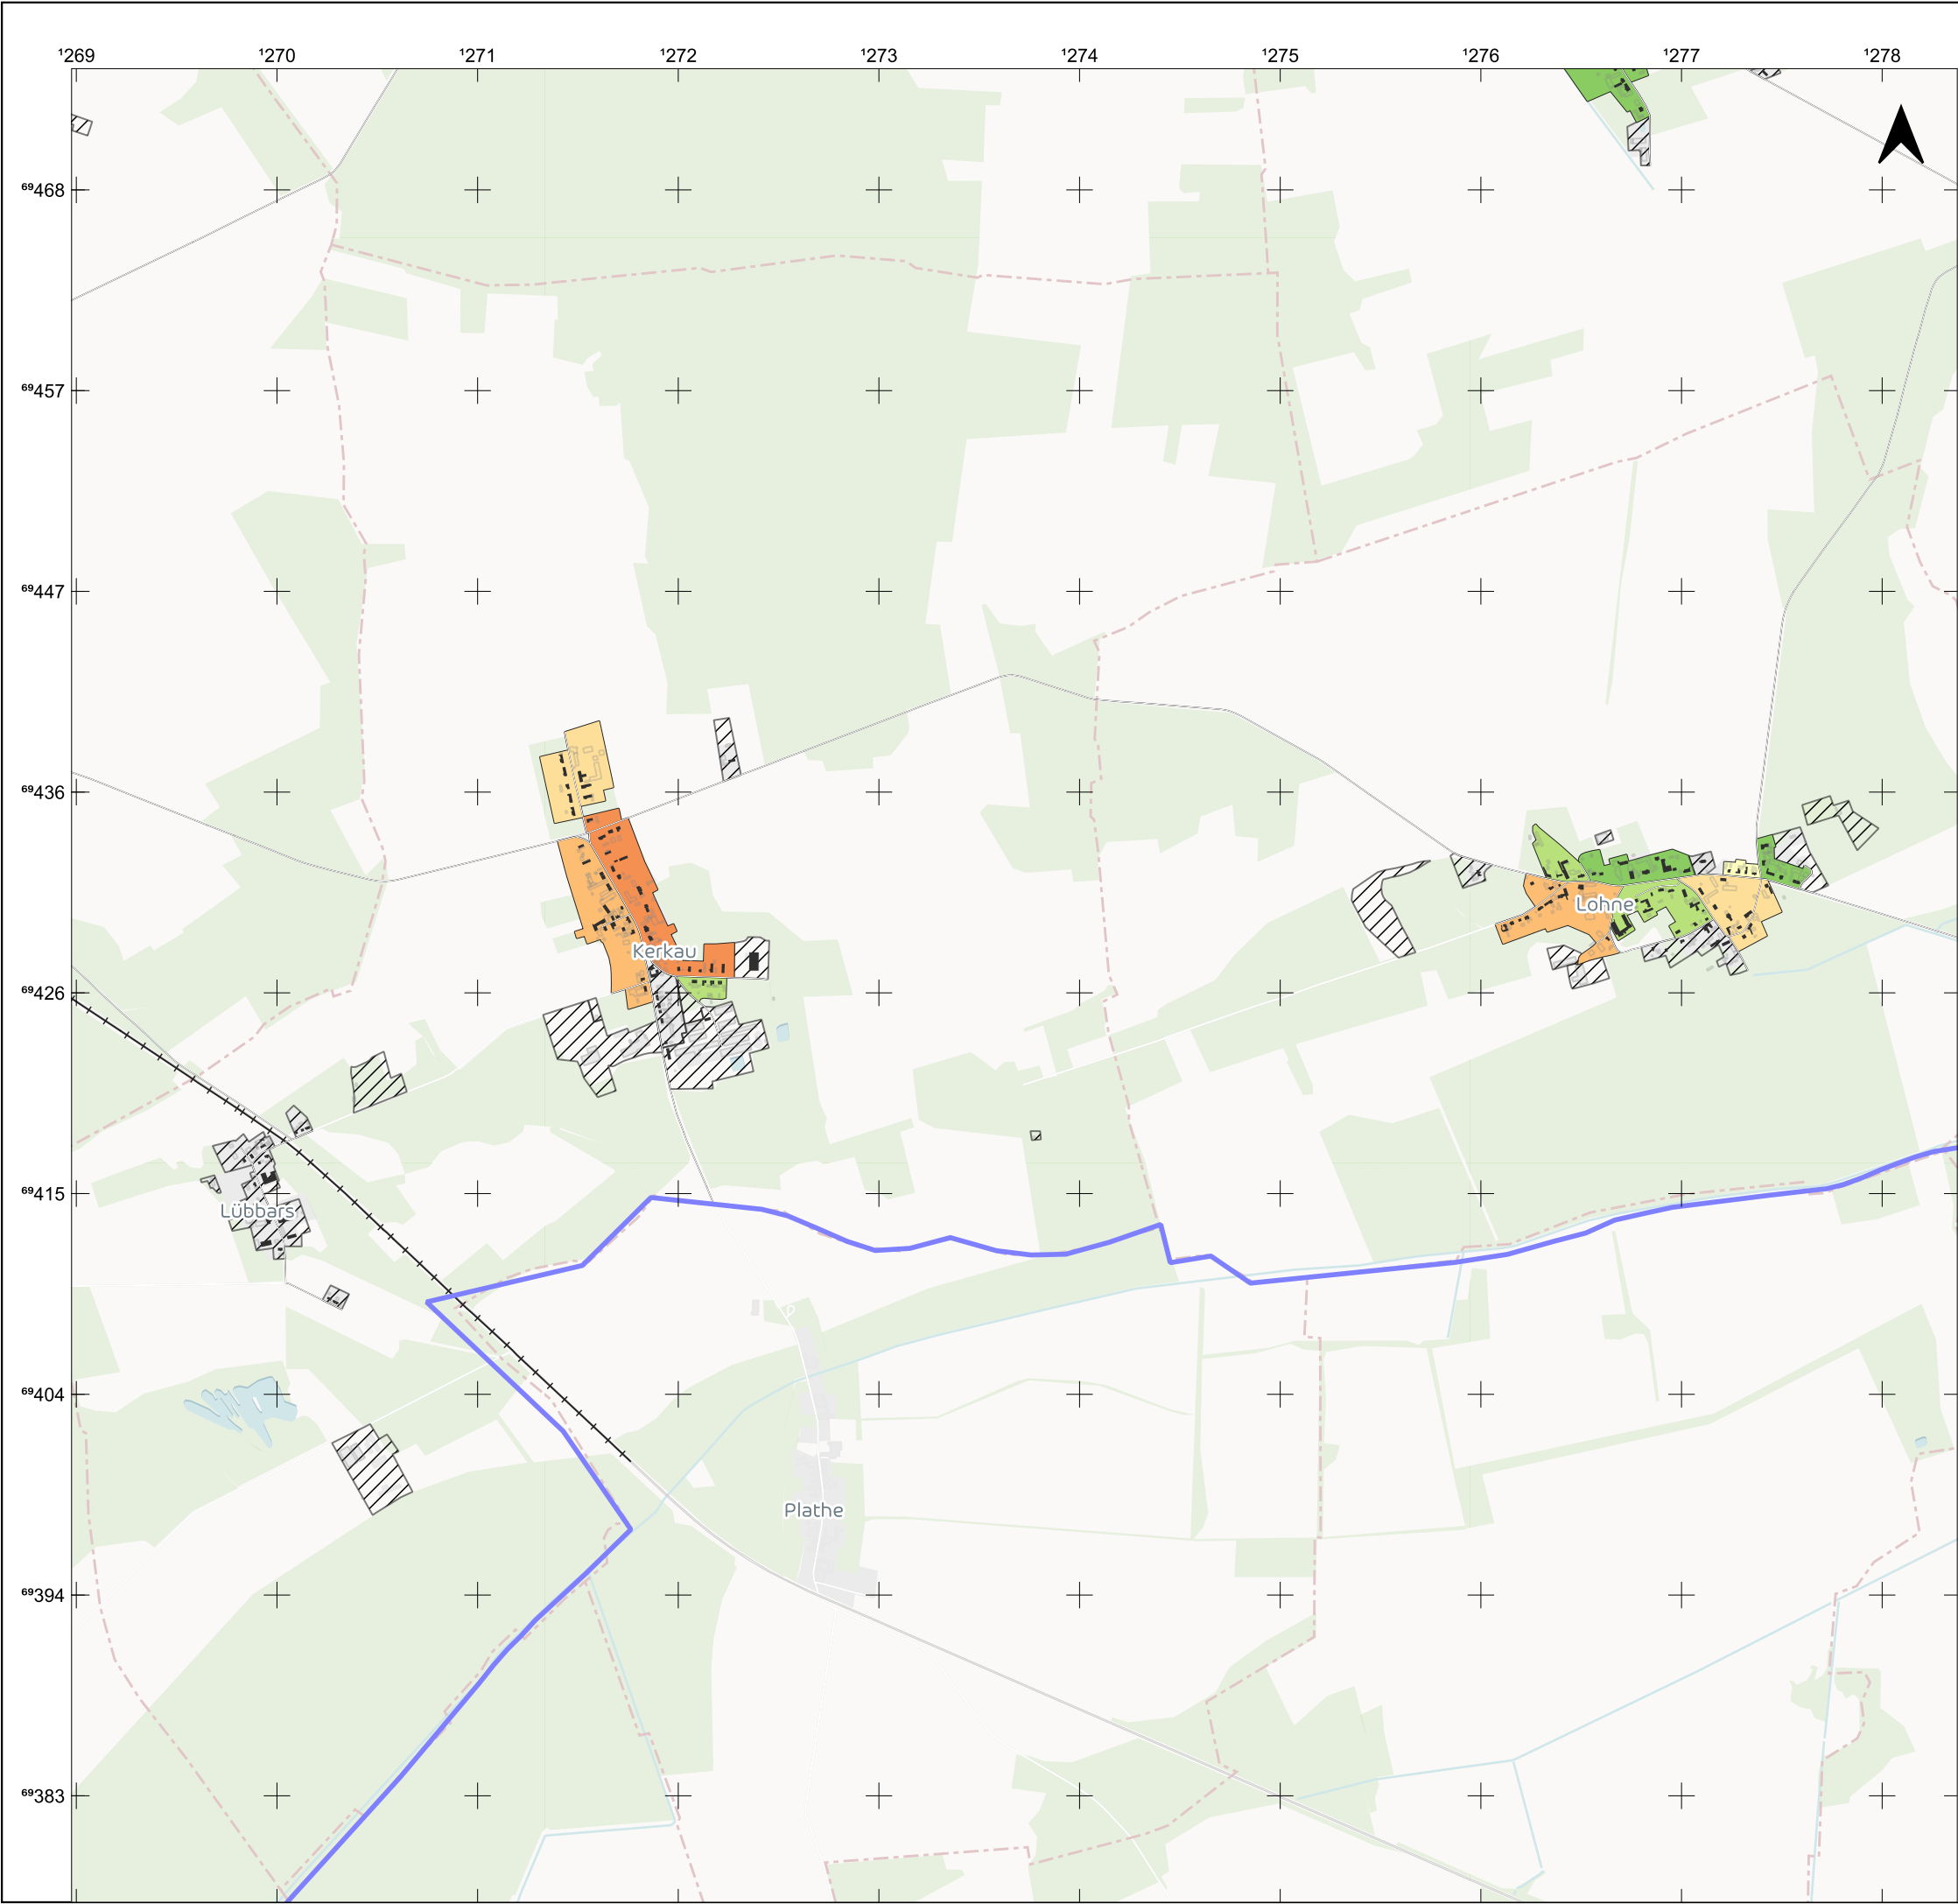 ¹269 ¹270 ¹271 ¹272 ¹273 ¹274 ¹275 ¹276 ¹277 ¹278
⁶⁹468
⁶⁹457
⁶⁹447
⁶⁹436
Lohne
Kerkau
⁶⁹426
⁶⁹415
Lübbars
⁶⁹404
Plathe
⁶⁹394
⁶⁹383